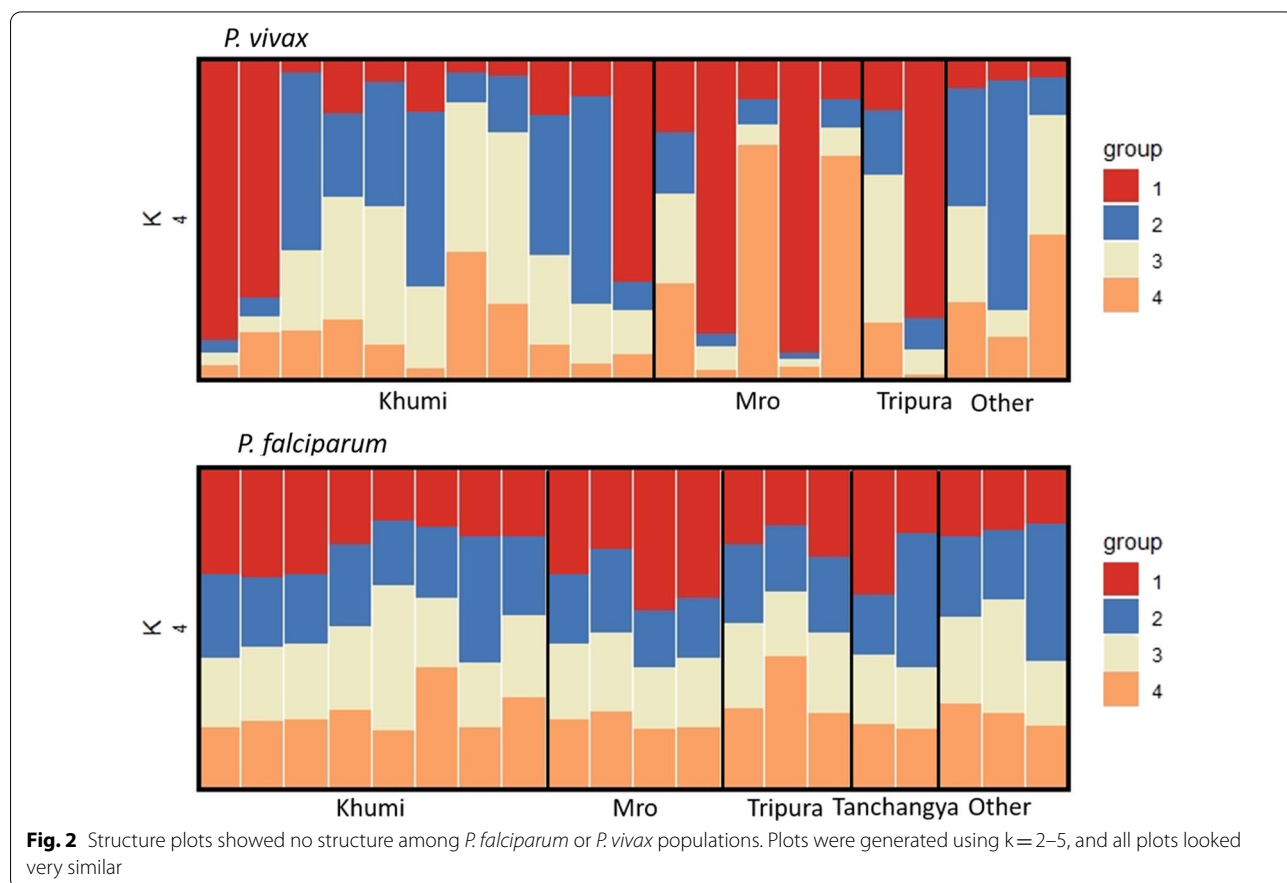 P. vivax
K
4
group
1
2
3
4
Khumi Mro Tripura Other
P. falciparum
K
4
group
1
2
3
4
Khumi Mro Tripura Tanchangya Other
Fig. 2 Structure plots showed no structure among P. falciparum or P. vivax populations. Plots were generated using k = 2–5, and all plots looked
very similar